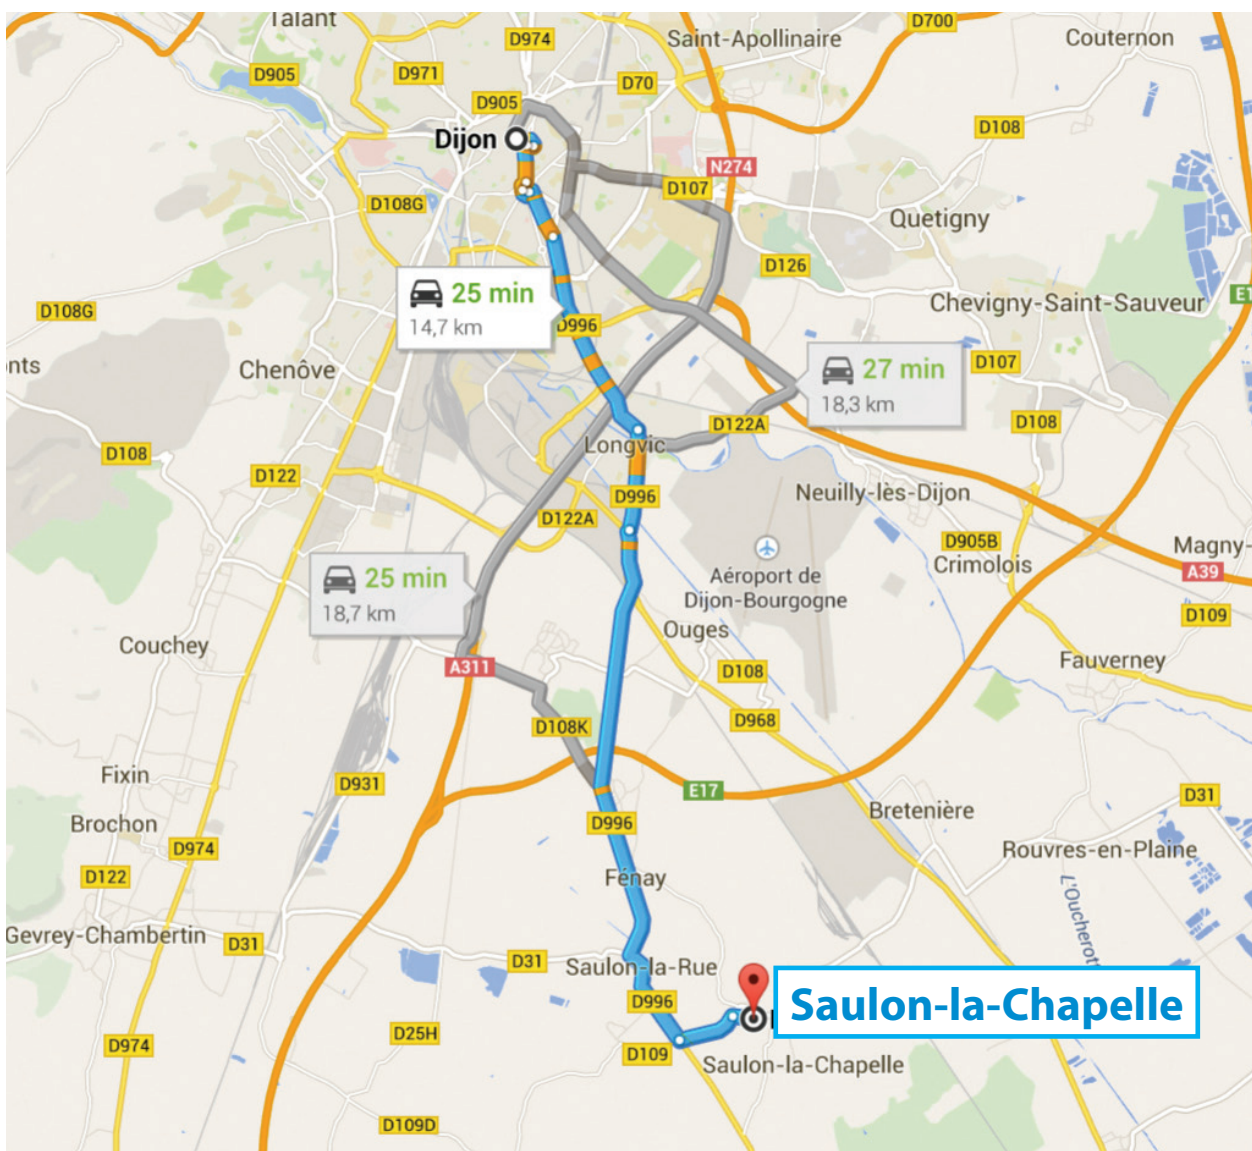 Talant
D974
D700
Saint-Apollinaire
Couternon
D905
D971
D70
D905
D108
Dijon
N274
D107
D108G
Quetigny
D126
25 min
14,7 km
Chevigny-Saint-Sauveur
D108G
D996
Chenôve
27 min
18,3 km
D107
D122A
D108
Longvic
D108
D122
D996
Neuilly-lès-Dijon
D122A
D905B
Crimolois
Magny-
A39
25 min
18,7 km
Aéroport de
Dijon-Bourgogne
D109
Ouges
Couchey
Fauverney
A311
D108
D968
D108K
Fixin
D931
E17
D31
Brochon
D996
Bretenière
D974
Rouvres-en-Plaine
D122
Fénay
Gevrey-Chambertin
D31
D31
Saulon-la-Rue
D996
Saulon-la-Chapelle
D25H
D974
D109
Saulon-la-Chapelle
D109D